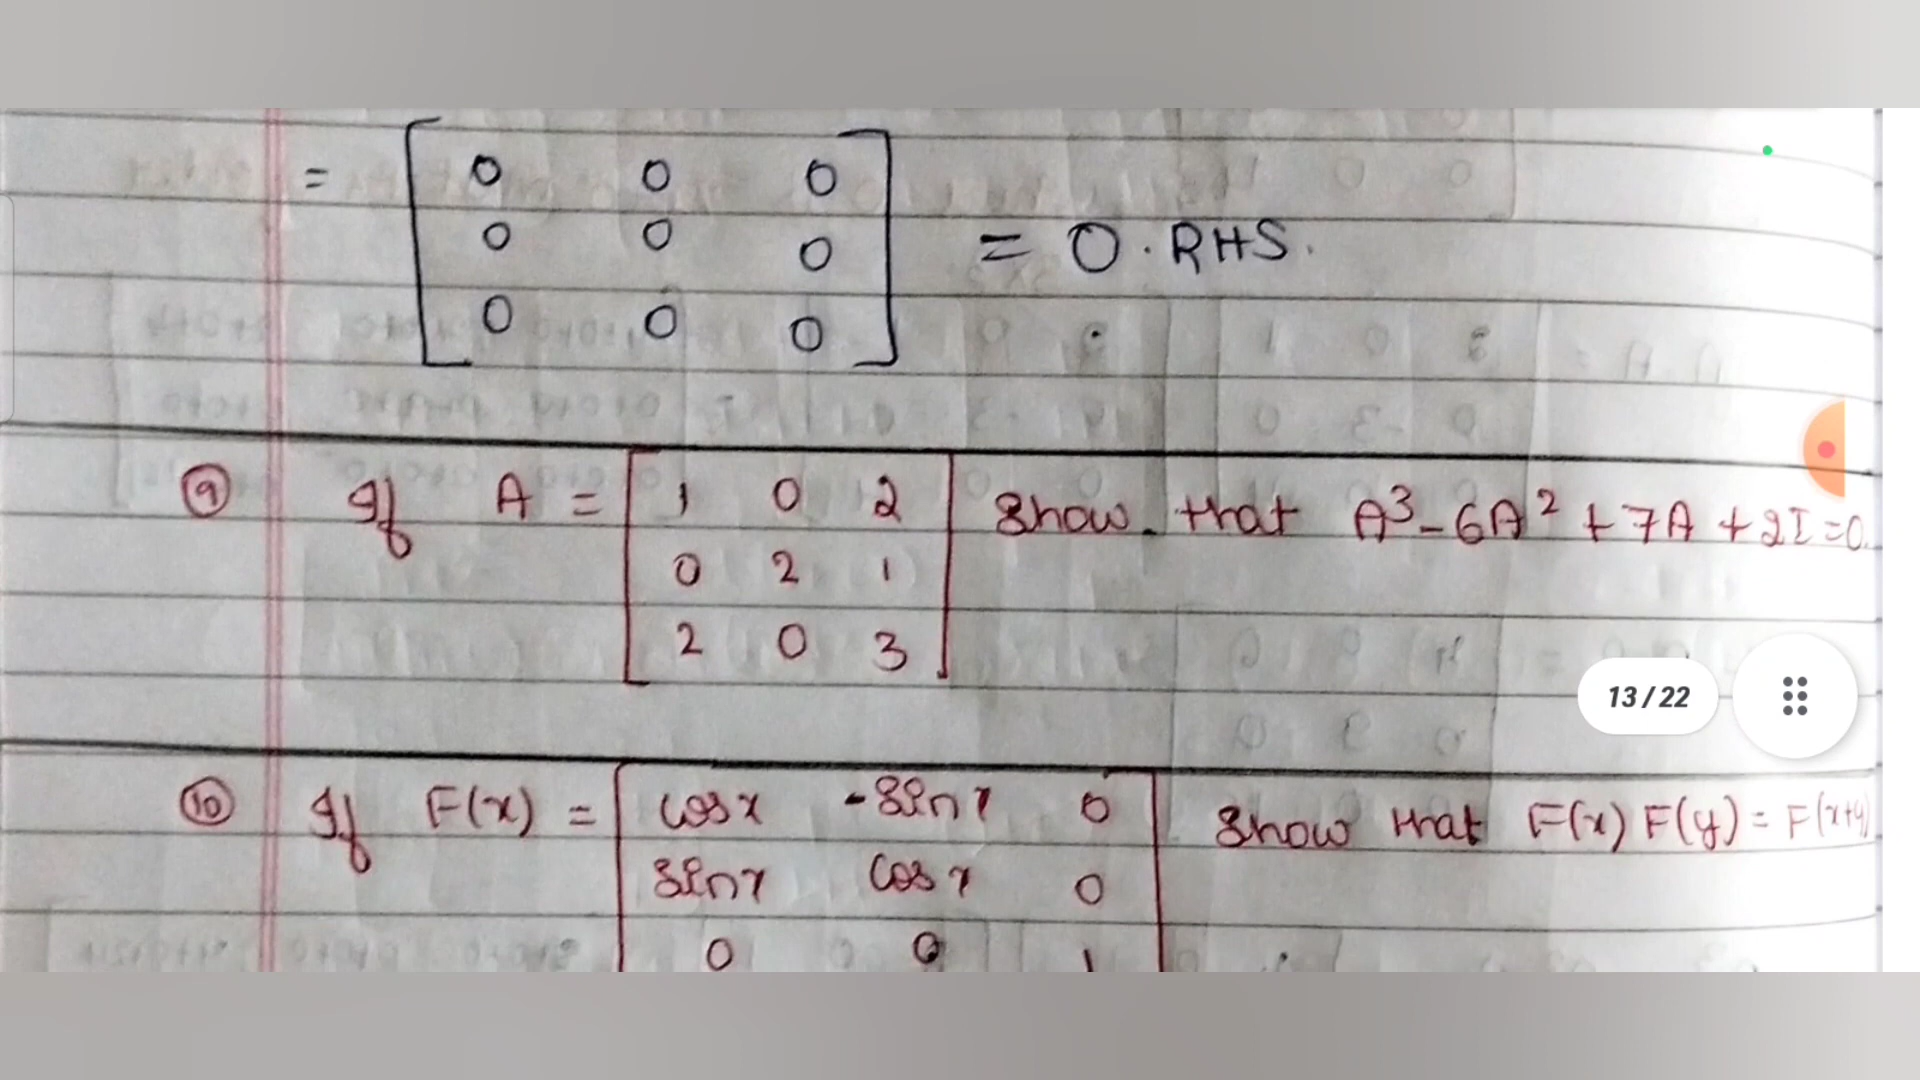 = [ 0 0 0
0 0 0
0 0 0 ] = 0. RHS.
9 If A = [ 1 0 2 Show that A³ - 6A² + 7A + 2I = 0.
0 2 1
2 0 3 ]
13 / 22
10 If F(x) = [ cos x -sin x 0 Show that F(x) F(y) = F(x+y)
sin x cos x 0
0 0 1